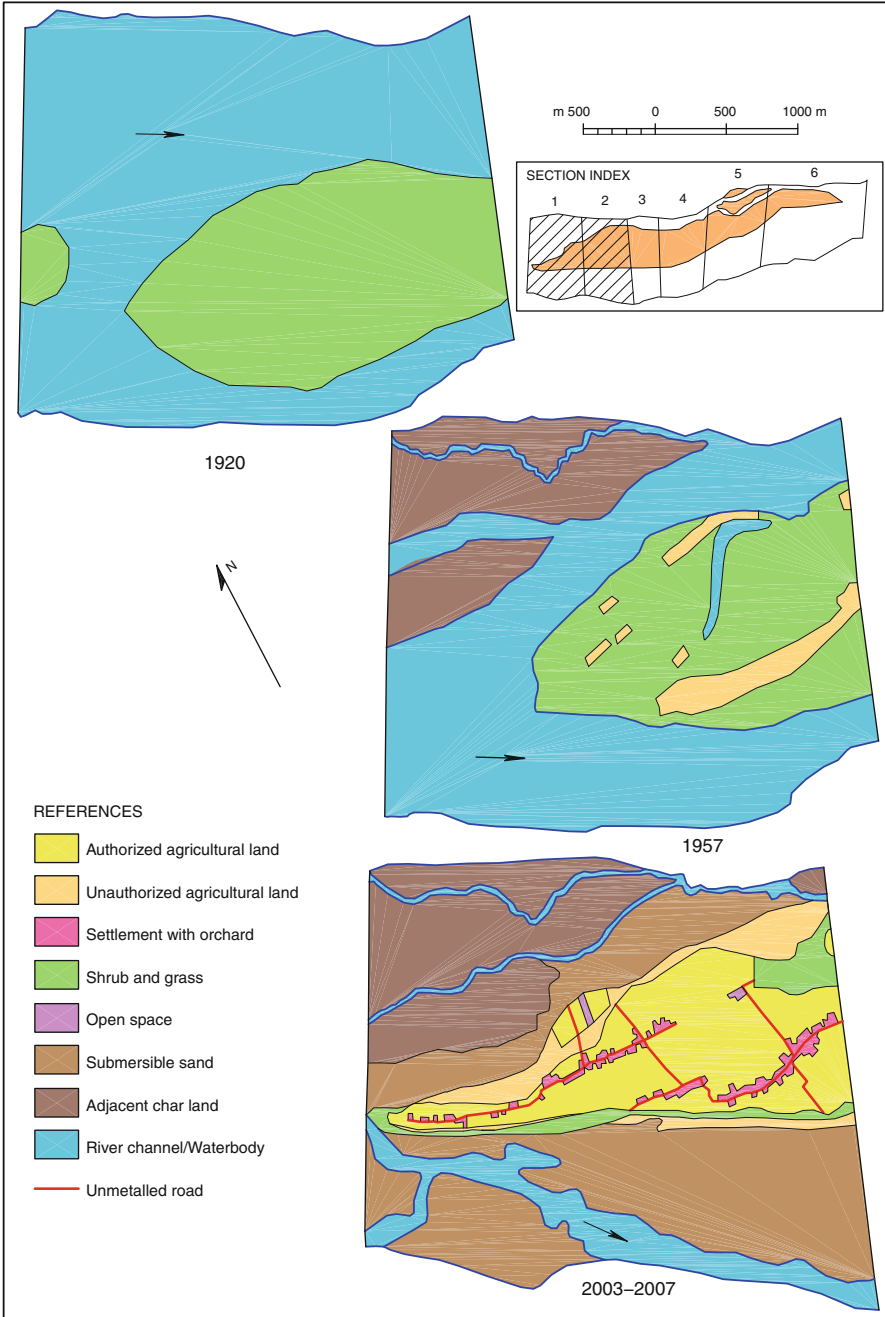 m 500 0 500 1000 m
SECTION INDEX
1 2 3 4 5 6
1920
N
1957
REFERENCES
Authorized agricultural land
Unauthorized agricultural land
Settlement with orchard
Shrub and grass
Open space
Submersible sand
Adjacent char land
River channel/Waterbody
Unmetalled road
2003–2007